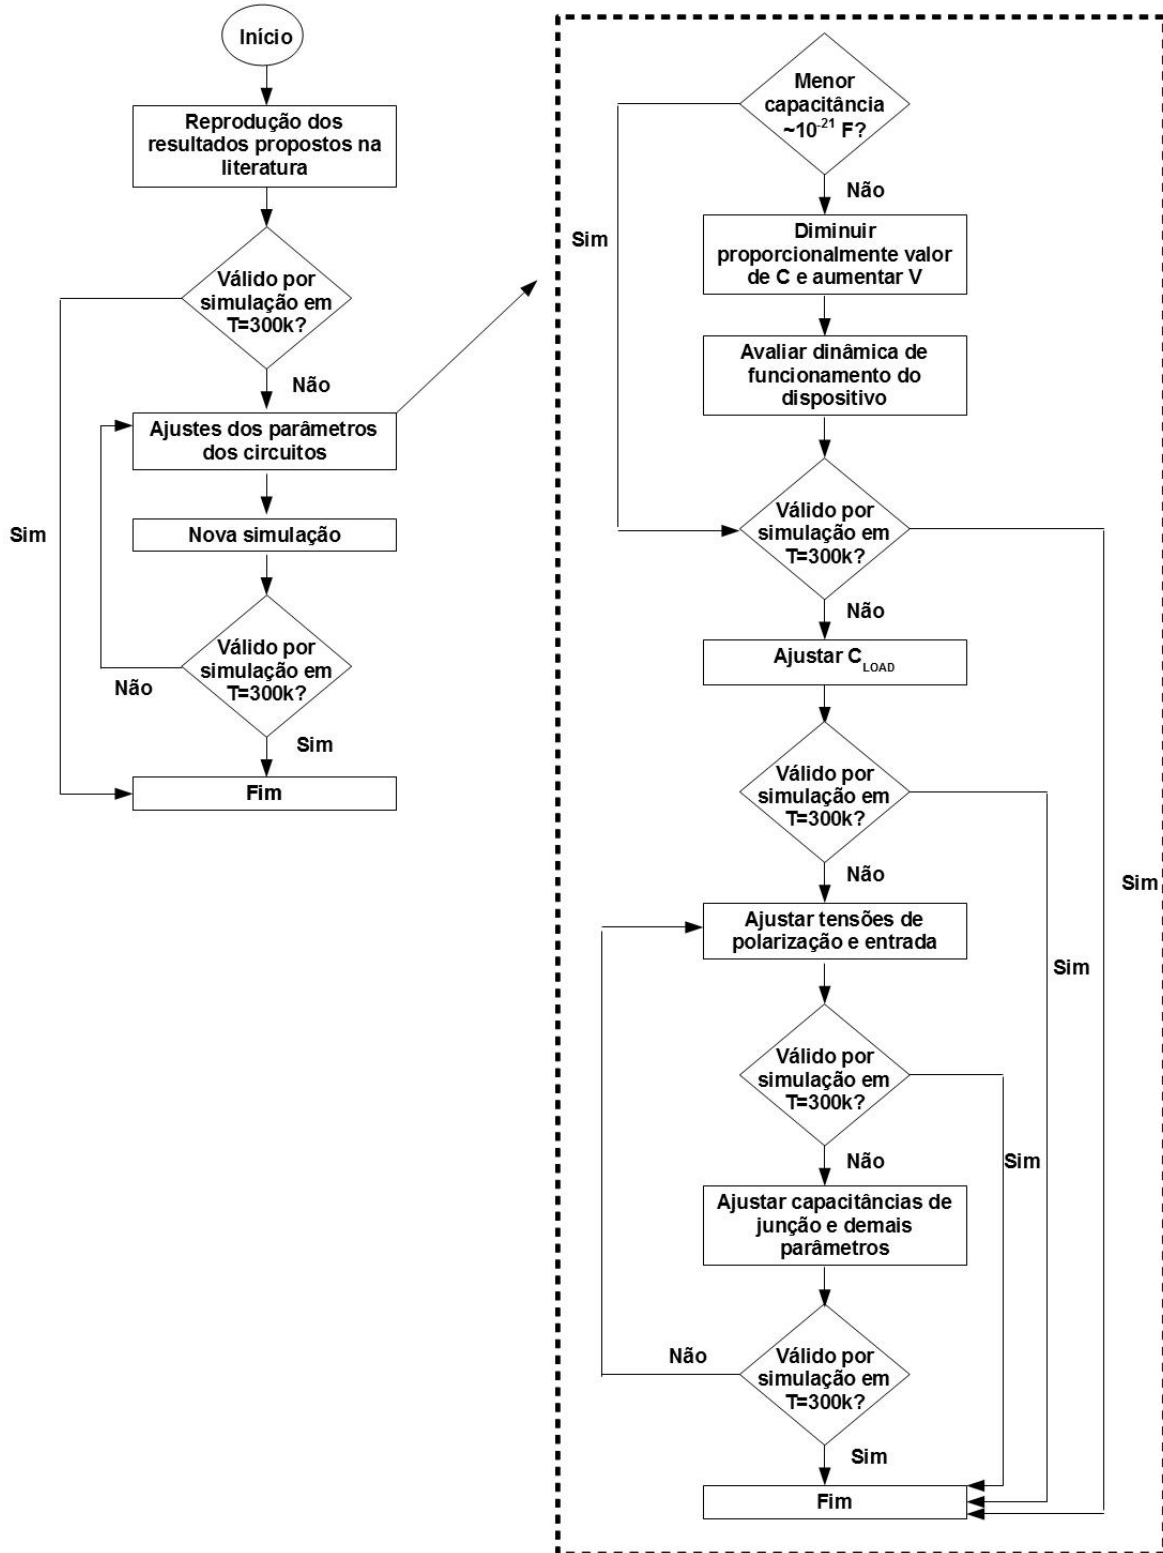 Início
Reprodução dos
resultados propostos na
literatura
Válido por
simulação em
T=300k?
Sim
Não
Ajustes dos parâmetros
dos circuitos
Nova simulação
Válido por
simulação em
T=300k?
Não
Sim
Fim
Menor
capacitância
~10⁻²¹ F?
Sim
Não
Diminuir
proporcionalmente valor
de C e aumentar V
Avaliar dinâmica de
funcionamento do
dispositivo
Válido por
simulação em
T=300k?
Sim
Não
Ajustar C_LOAD
Válido por
simulação em
T=300k?
Sim
Não
Ajustar tensões de
polarização e entrada
Válido por
simulação em
T=300k?
Sim
Não
Ajustar capacitâncias de
junção e demais
parâmetros
Válido por
simulação em
T=300k?
Não
Sim
Fim